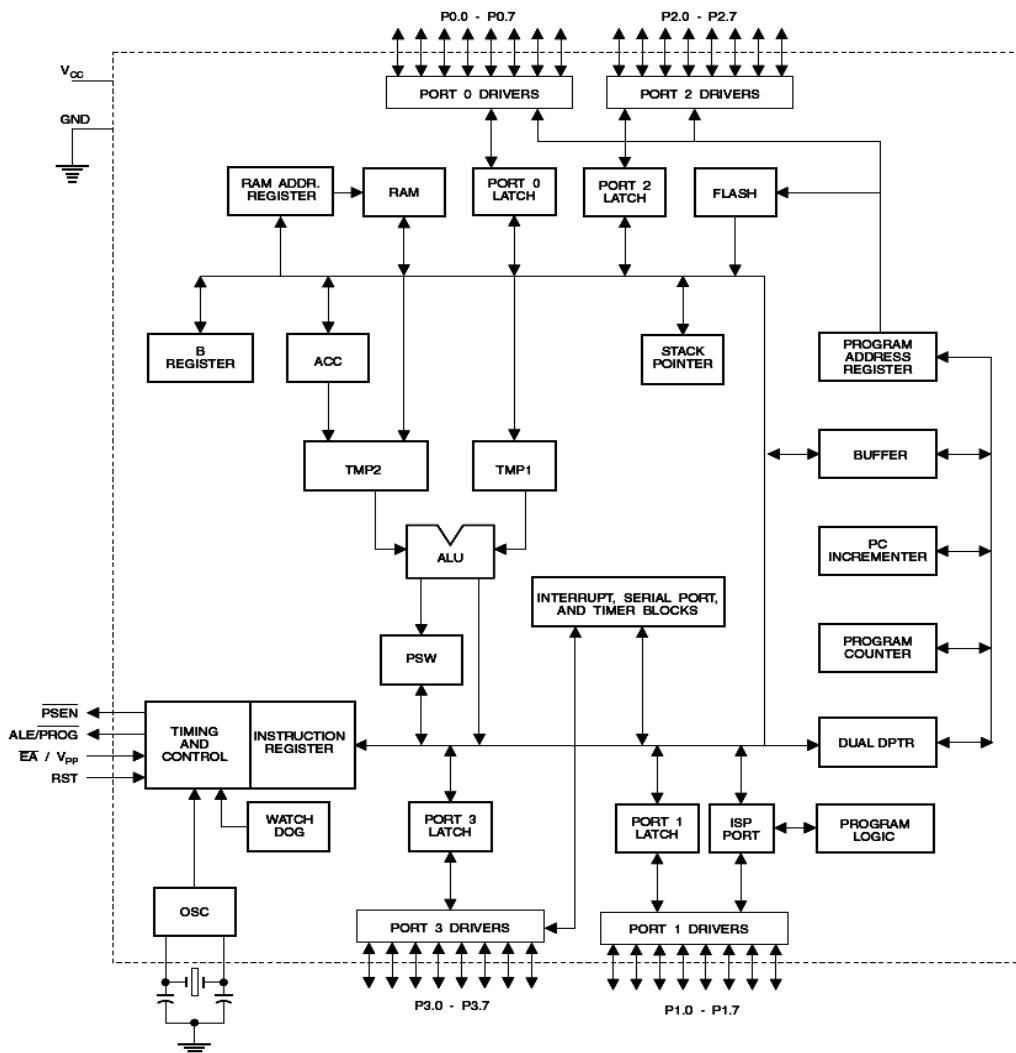 P0.0 - P0.7
P2.0 - P2.7
VCC
GND
PORT 0 DRIVERS
PORT 2 DRIVERS
RAM ADDR.
REGISTER
RAM
PORT 0
LATCH
PORT 2
LATCH
FLASH
B
REGISTER
ACC
STACK
POINTER
PROGRAM
ADDRESS
REGISTER
TMP2
TMP1
BUFFER
ALU
PC
INCREMENTER
INTERRUPT, SERIAL PORT,
AND TIMER BLOCKS
PSW
PROGRAM
COUNTER
PSEN
ALE/PROG
EA / VPP
RST
TIMING
AND
CONTROL
INSTRUCTION
REGISTER
DUAL DPTR
WATCH
DOG
PORT 3
LATCH
PORT 1
LATCH
ISP
PORT
PROGRAM
LOGIC
OSC
PORT 3 DRIVERS
PORT 1 DRIVERS
P3.0 - P3.7
P1.0 - P1.7